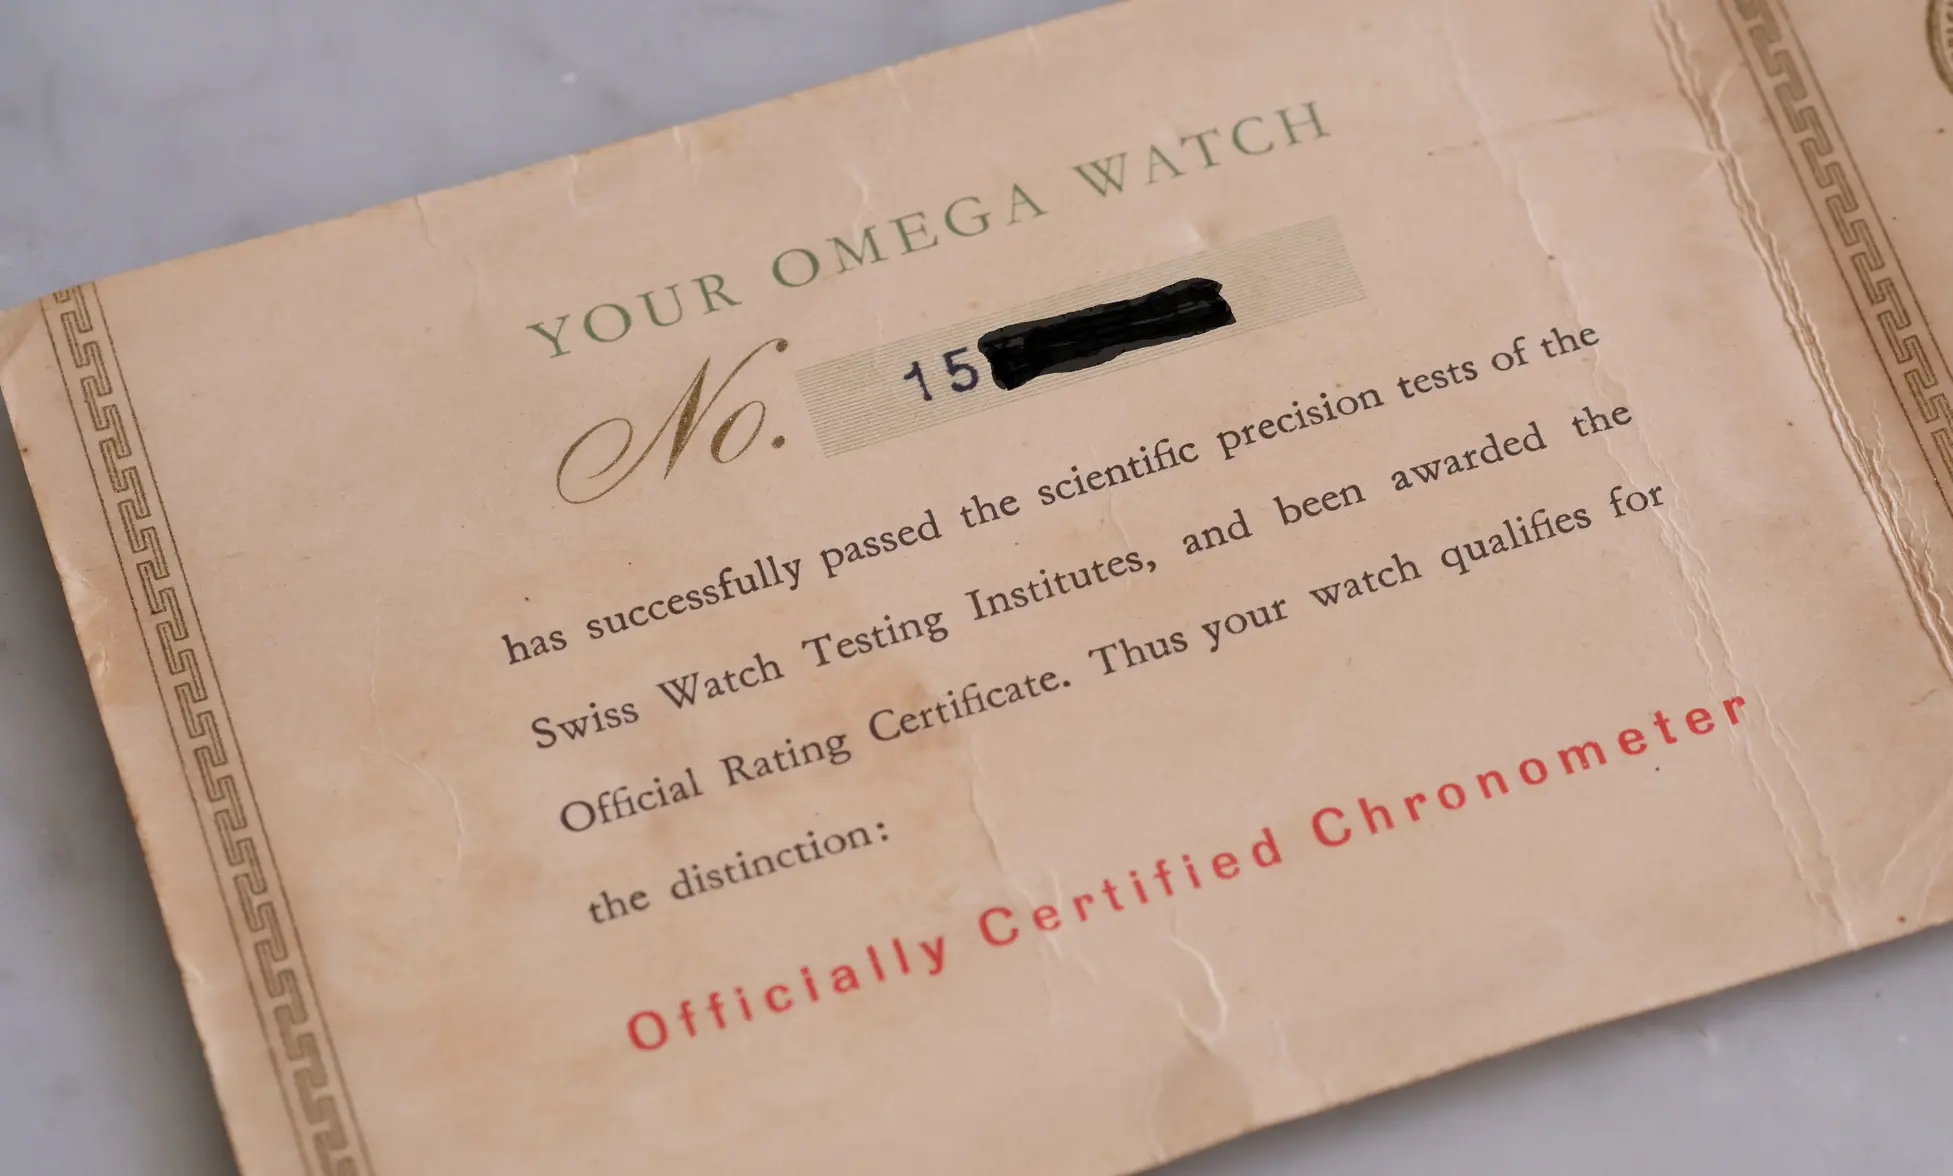 YOUR OMEGA WATCH
No. 15
has successfully passed the scientific precision tests of the
Swiss Watch Testing Institutes, and been awarded the
Official Rating Certificate. Thus your watch qualifies for
the distinction:
Officially Certified Chronometer